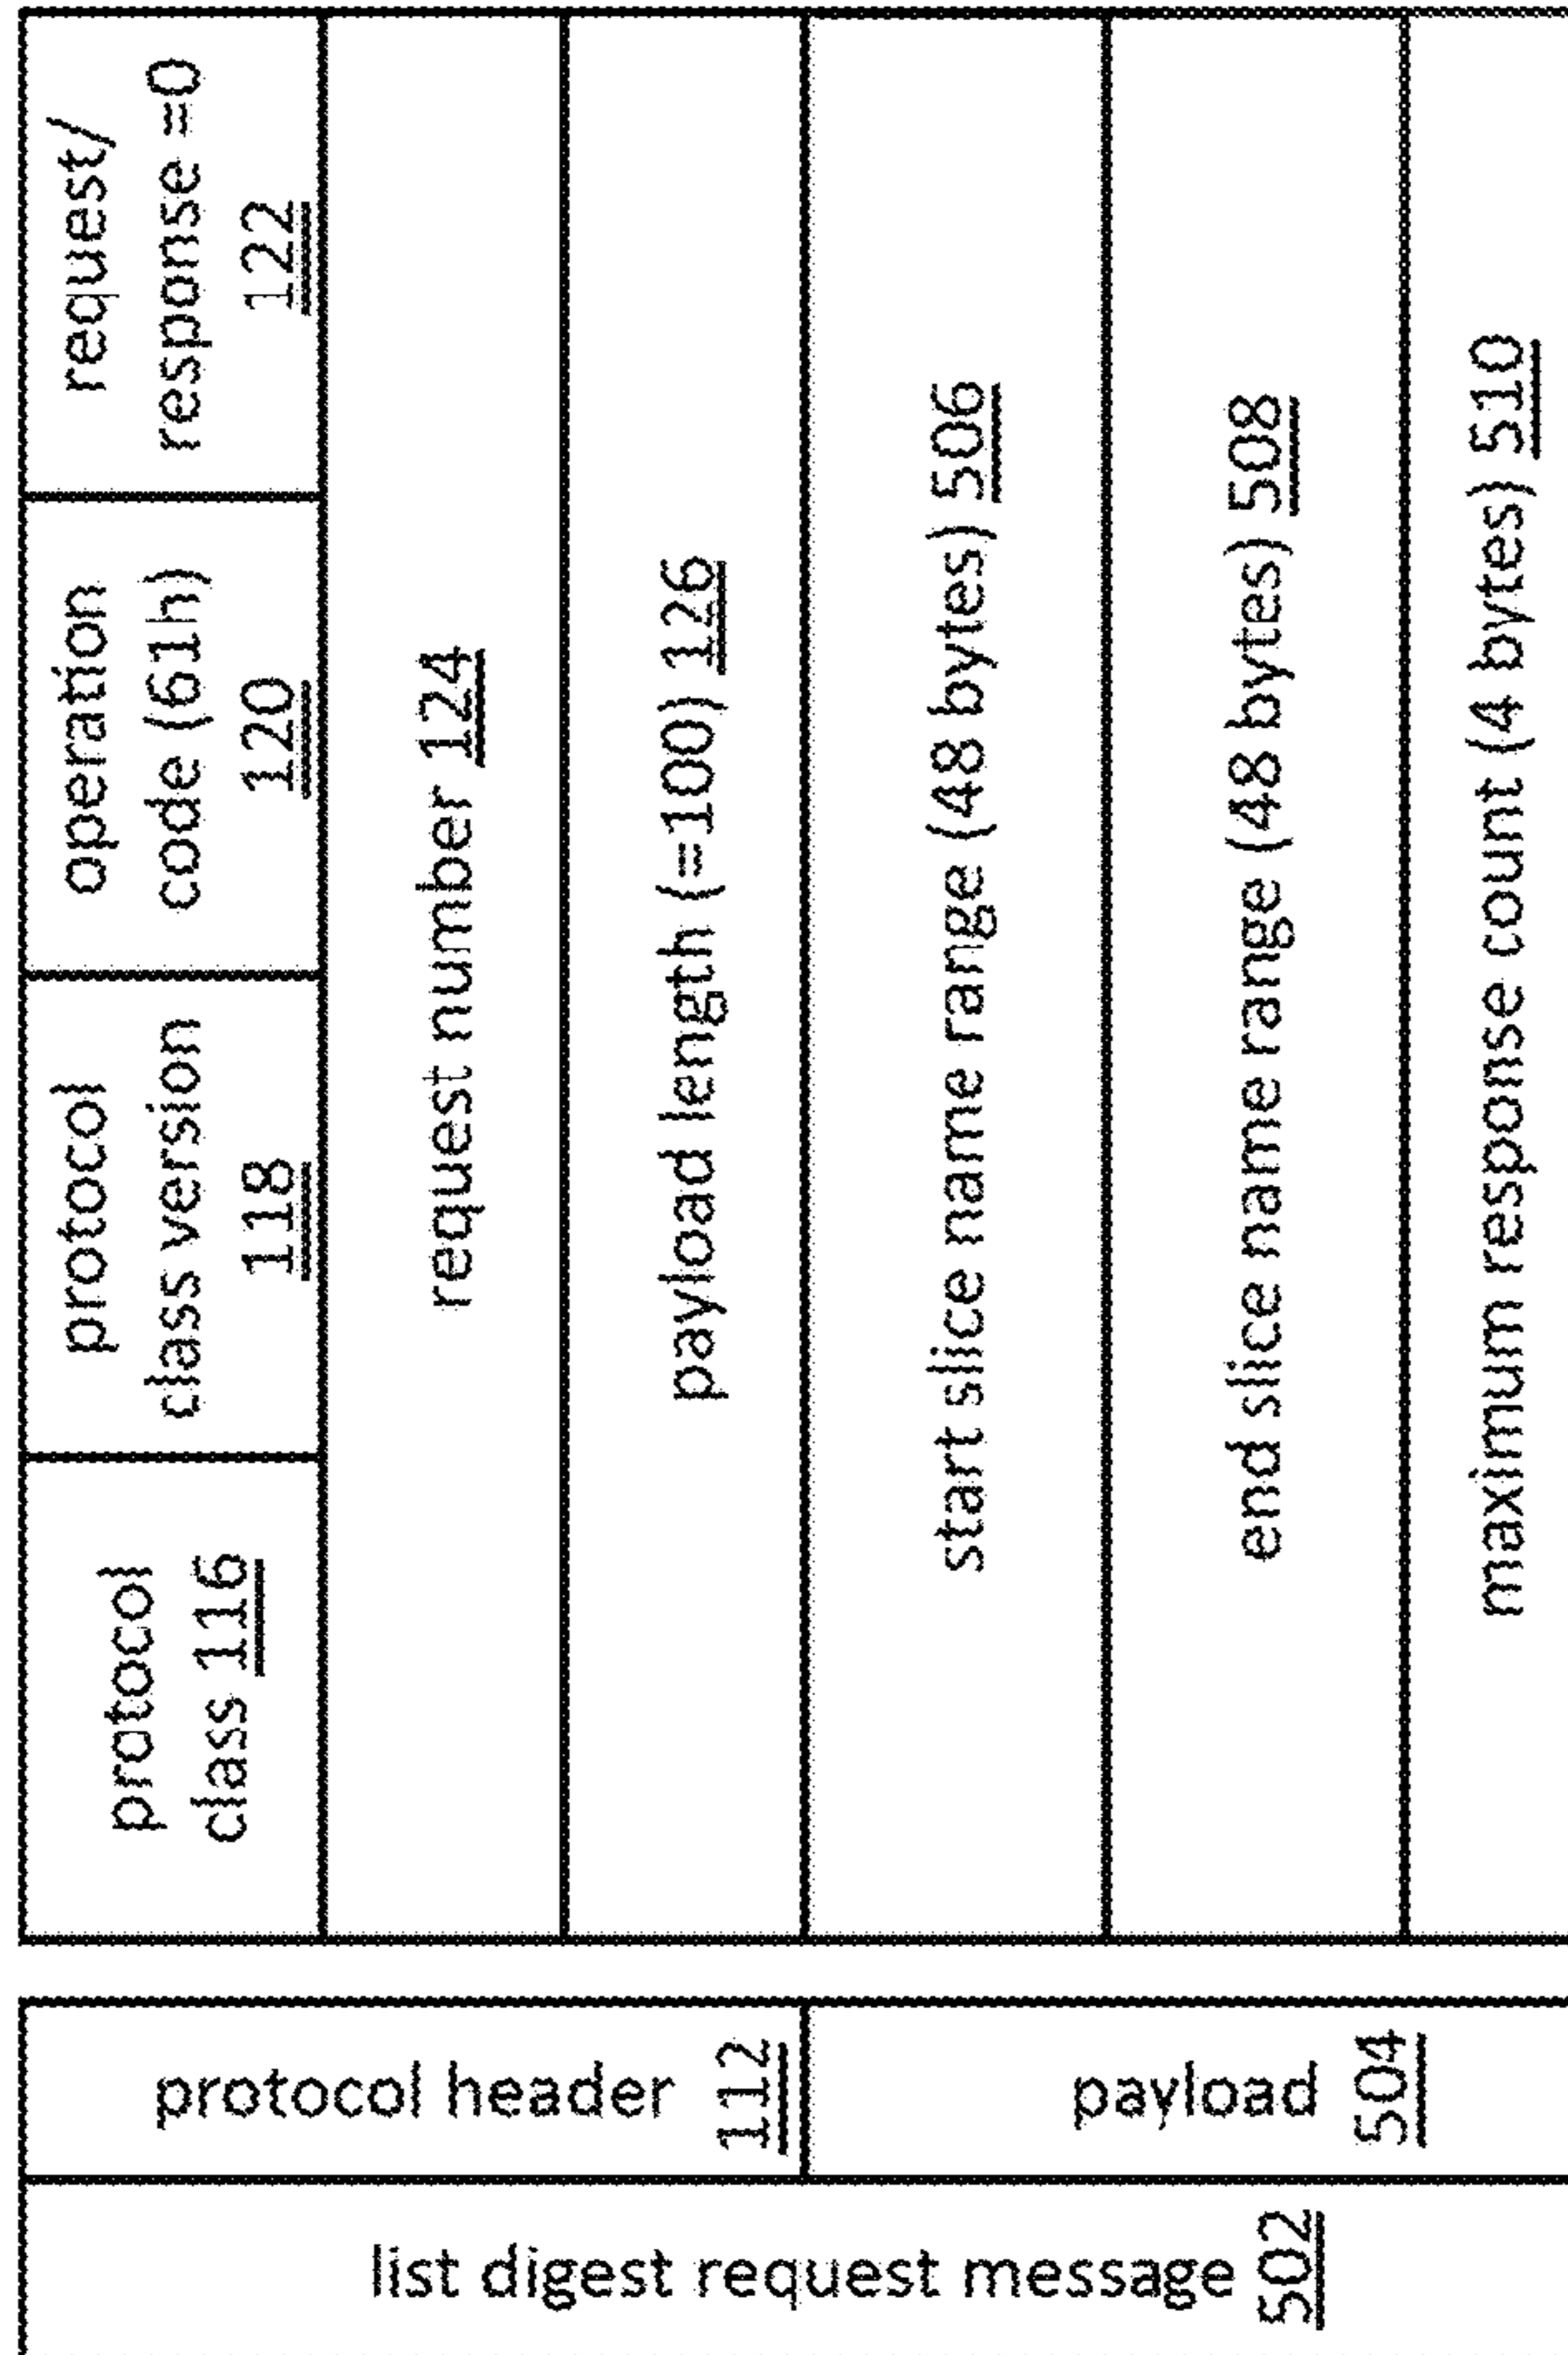 list digest request message 502
protocol header 112
payload 504
protocol
class 116
protocol
class version
118
operation
code (61h)
120
request/
response =0
122
request number 124
payload length (=100) 126
start slice name range (48 bytes) 506
end slice name range (48 bytes) 508
maximum response count (4 bytes) 510